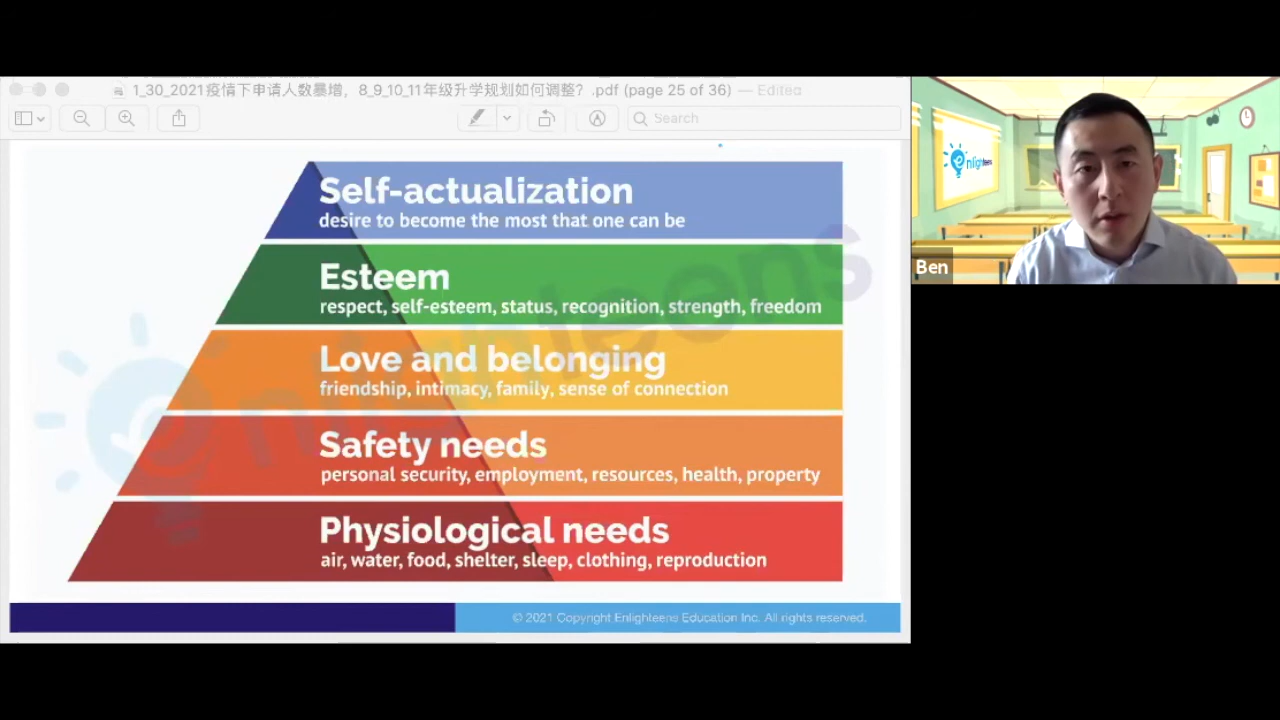 1_30_2021疫情下申请人数暴增，8_9_10_11年级升学规划如何调整？.pdf (page 25 of 36) — Edited
Search
Self-actualization
desire to become the most that one can be
Esteem
respect, self-esteem, status, recognition, strength, freedom
Love and belonging
friendship, intimacy, family, sense of connection
Safety needs
personal security, employment, resources, health, property
Physiological needs
air, water, food, shelter, sleep, clothing, reproduction
enlighteens
© 2021 Copyright Enlighteens Education Inc. All rights reserved.
enlighteens
Ben